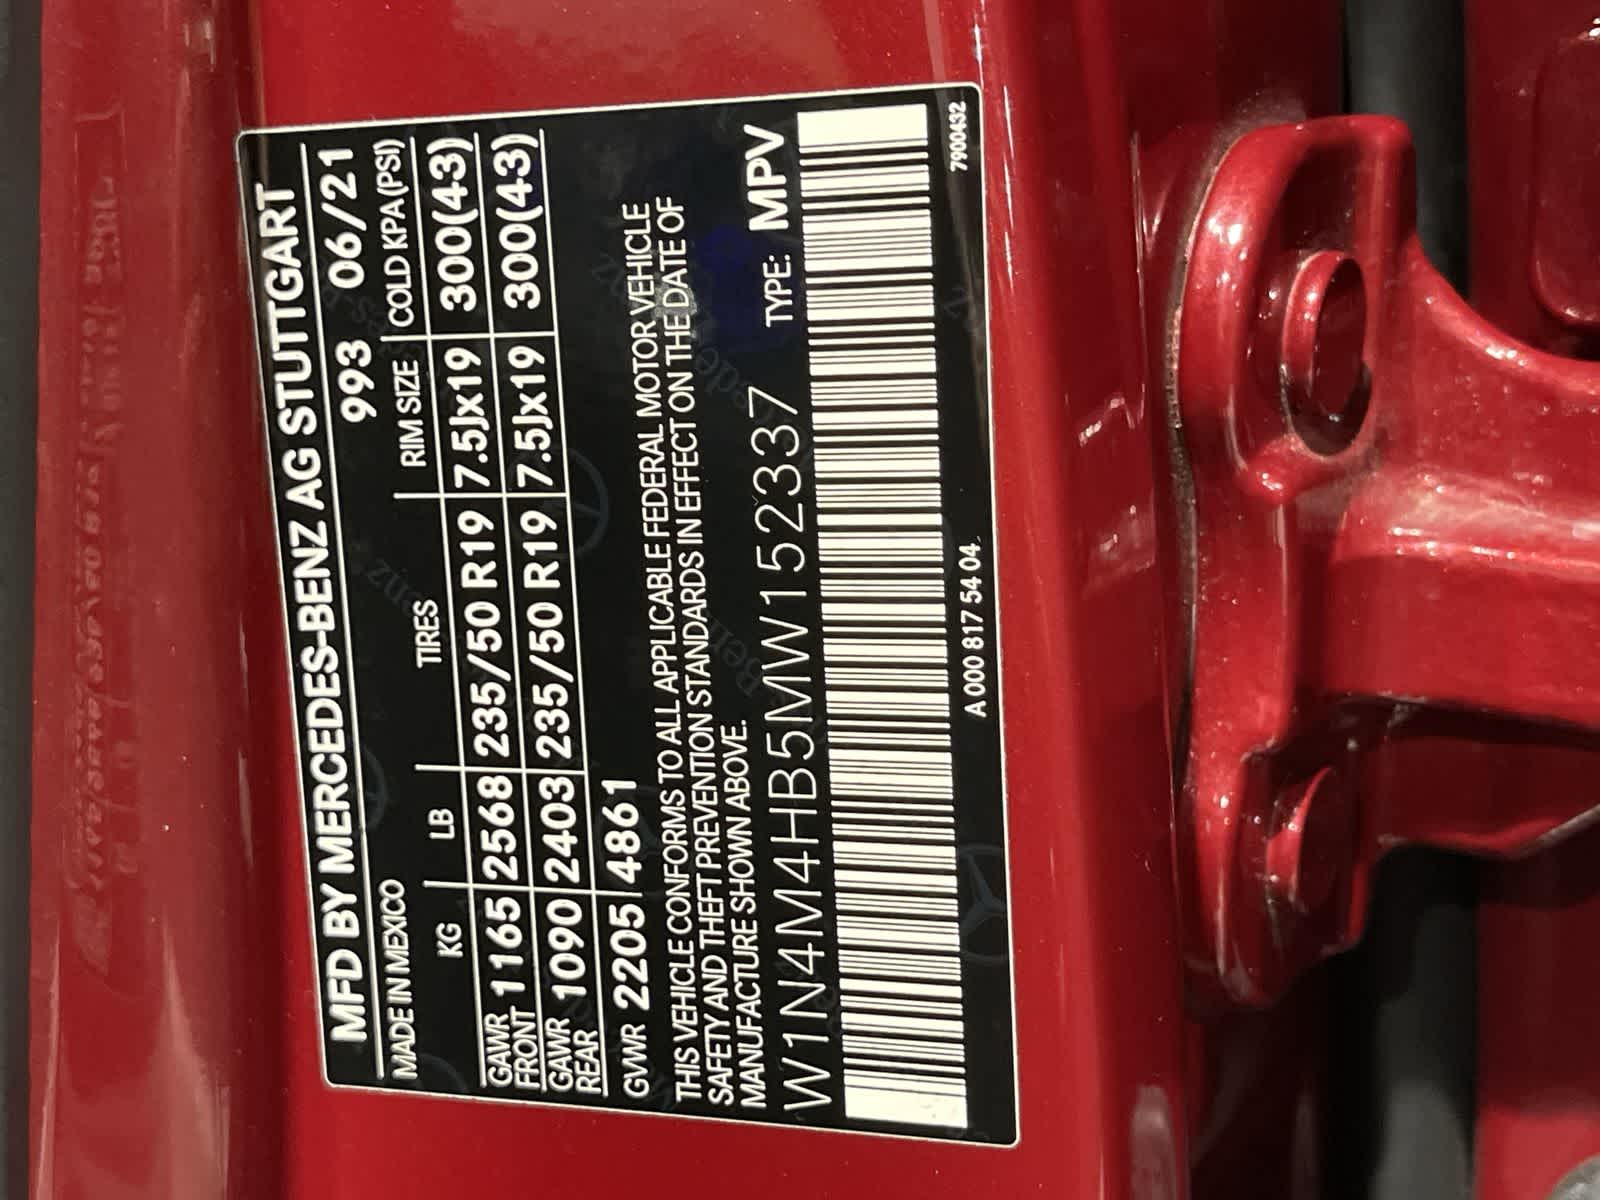 MFD BY MERCEDES-BENZ AG STUTTGART
MADE IN MEXICO 993 06/21
KG LB TIRES RIM SIZE COLD KPA (PSI)
GAWR FRONT 1165 2568 235/50 R19 7.5Jx19 300(43)
GAWR REAR 1090 2403 235/50 R19 7.5Jx19 300(43)
GVWR 2205 4861
THIS VEHICLE CONFORMS TO ALL APPLICABLE FEDERAL MOTOR VEHICLE
SAFETY AND THEFT PREVENTION STANDARDS IN EFFECT ON THE DATE OF
MANUFACTURE SHOWN ABOVE.
TYPE: MPV
W1N4M4HB5MW152337
A 000 817 54 04
7900432